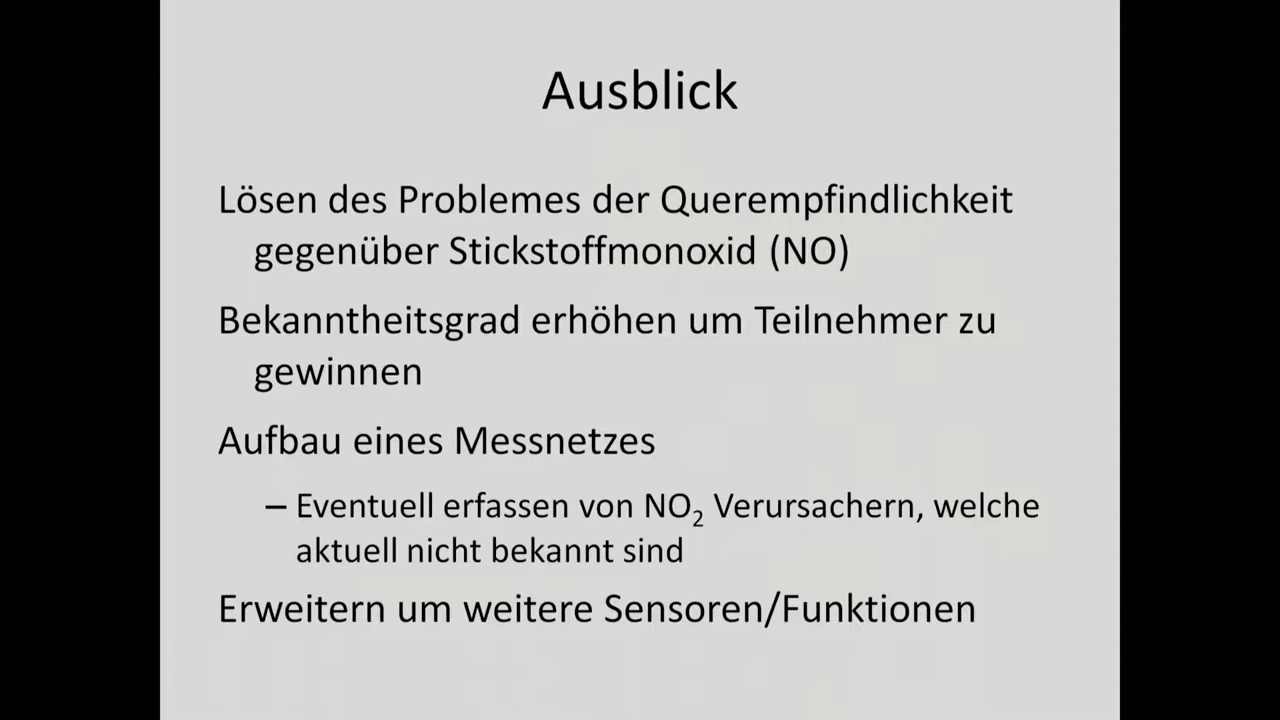 Ausblick
Lösen des Problemes der Querempfindlichkeit
gegenüber Stickstoffmonoxid (NO)
Bekanntheitsgrad erhöhen um Teilnehmer zu
gewinnen
Aufbau eines Messnetzes
– Eventuell erfassen von NO₂ Verursachern, welche
aktuell nicht bekannt sind
Erweitern um weitere Sensoren/Funktionen